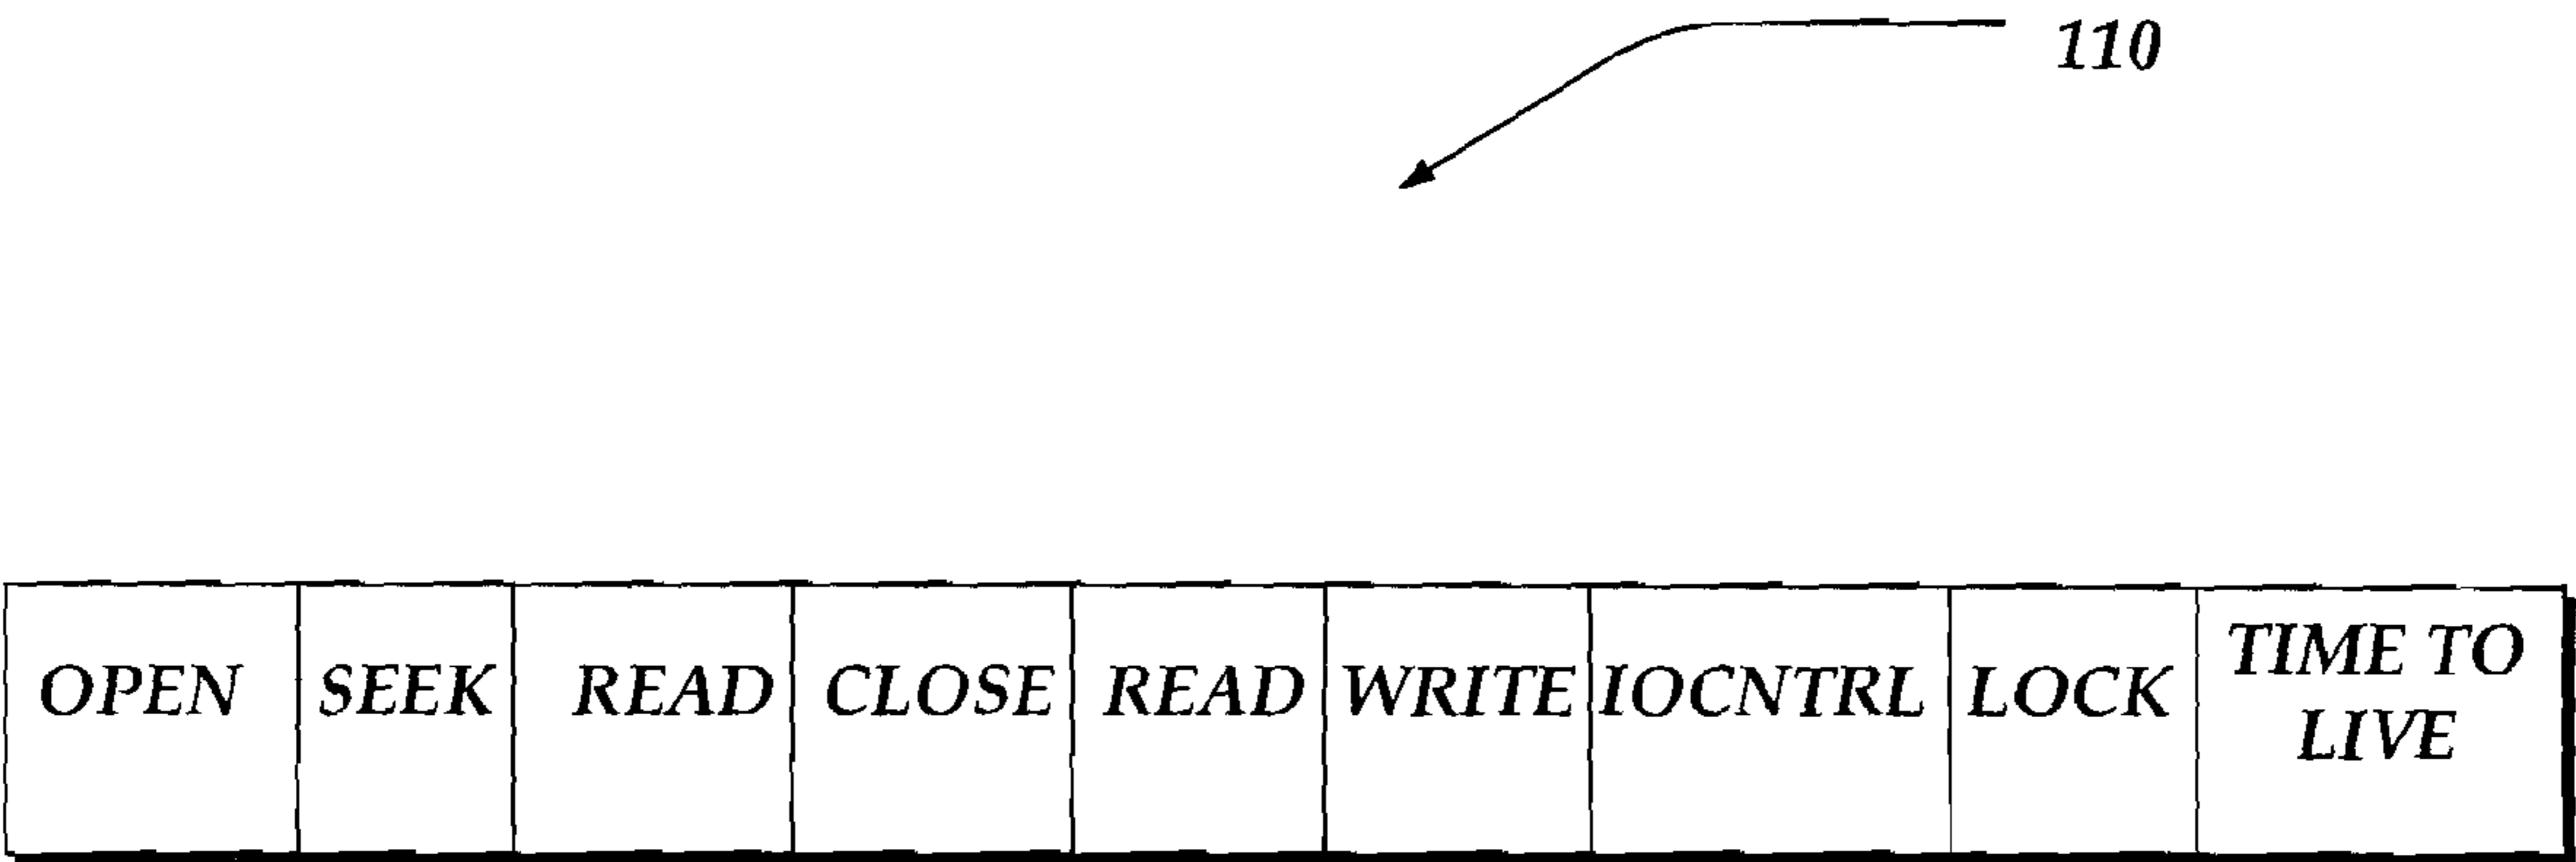 110
OPEN SEEK READ CLOSE READ WRITE IOCNTRL LOCK TIME TO
LIVE